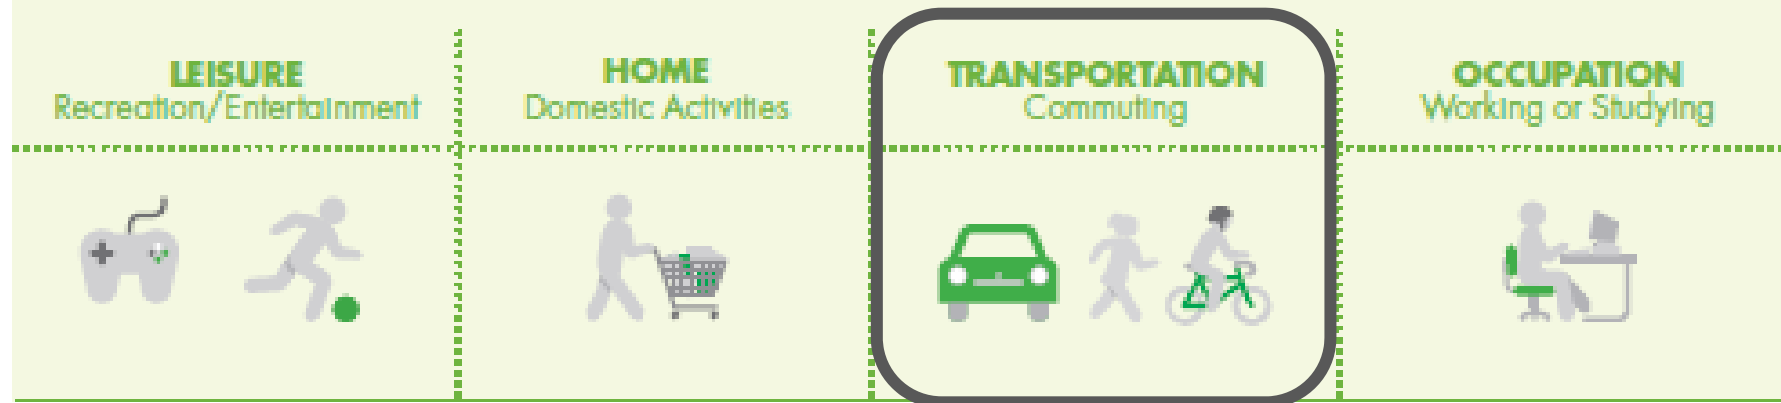 LEISURE
Recreation/Entertainment
HOME
Domestic Activities
TRANSPORTATION
Commuting
OCCUPATION
Working or Studying